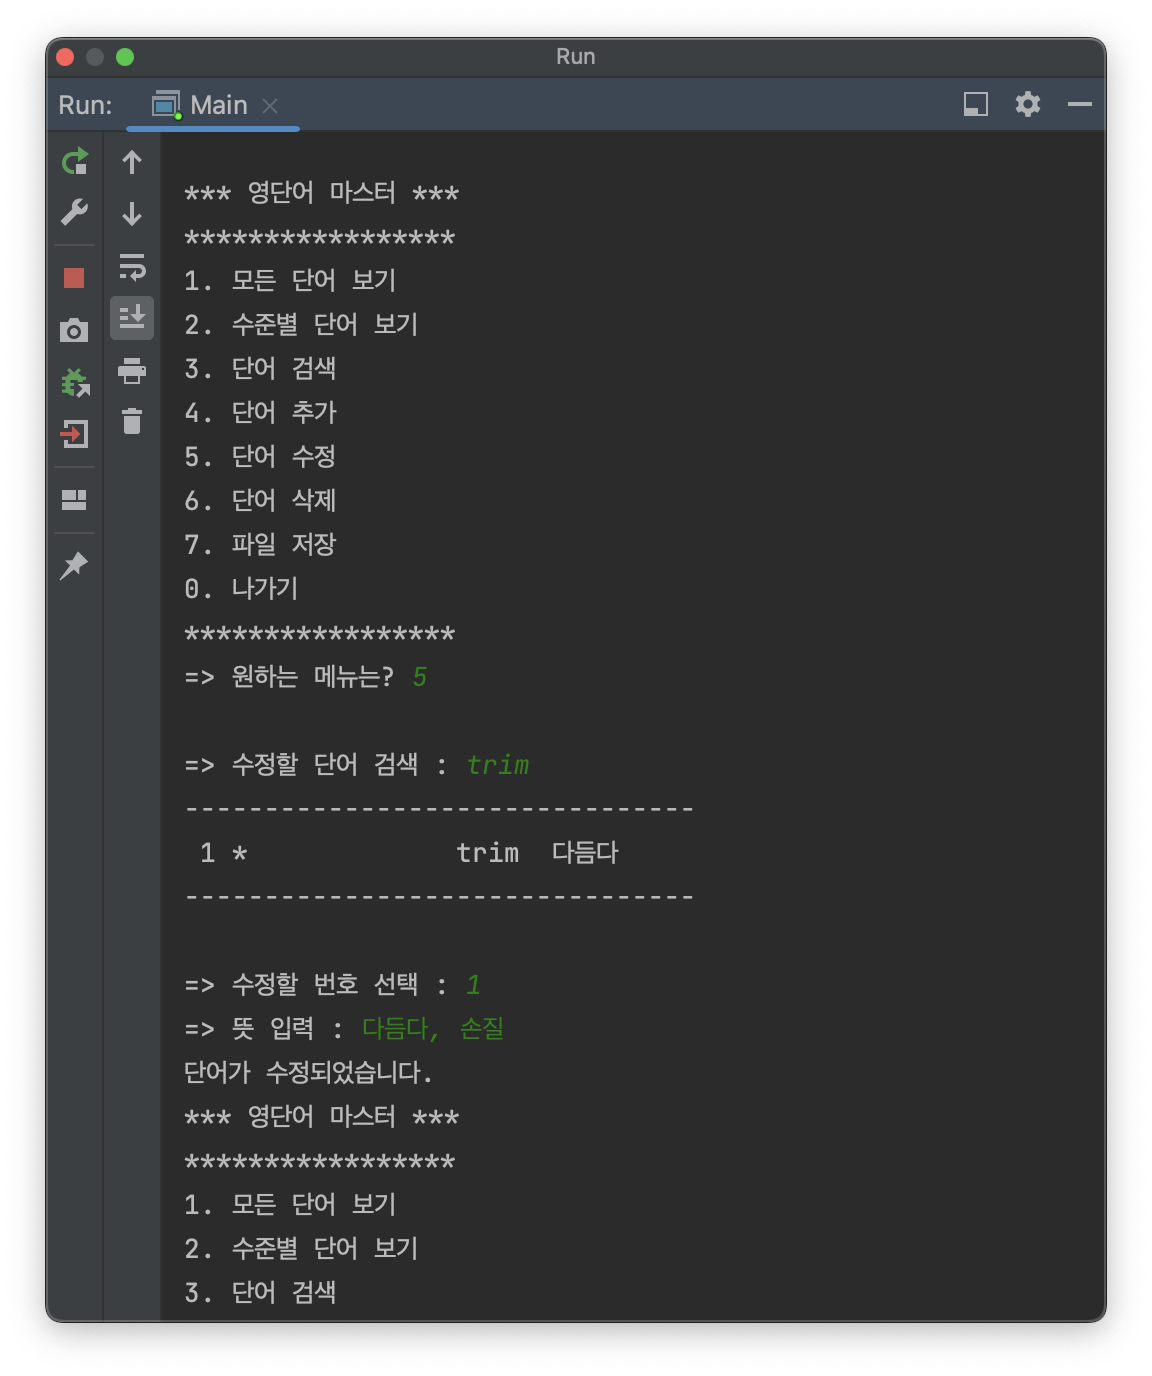 Run
Run: Main
*** 영단어 마스터 ***
*****************
1. 모든 단어 보기
2. 수준별 단어 보기
3. 단어 검색
4. 단어 추가
5. 단어 수정
6. 단어 삭제
7. 파일 저장
0. 나가기
*****************
=> 원하는 메뉴는? 5
=> 수정할 단어 검색 : trim
--------------------------------
1 * trim 다듬다
--------------------------------
=> 수정할 번호 선택 : 1
=> 뜻 입력 : 다듬다, 손질
단어가 수정되었습니다.
*** 영단어 마스터 ***
*****************
1. 모든 단어 보기
2. 수준별 단어 보기
3. 단어 검색